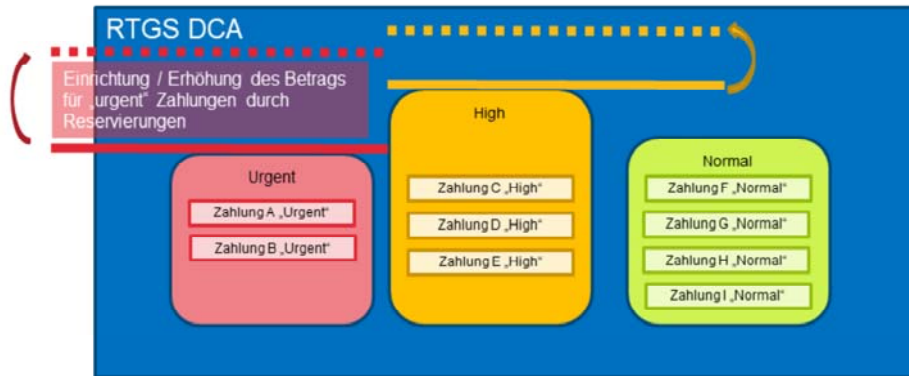 RTGS DCA
Einrichtung / Erhöhung des Betrags
für „urgent“ Zahlungen durch
Reservierungen
Urgent
Zahlung A „Urgent“
Zahlung B „Urgent“
High
Zahlung C „High“
Zahlung D „High“
Zahlung E „High“
Normal
Zahlung F „Normal“
Zahlung G „Normal“
Zahlung H „Normal“
Zahlung I „Normal“